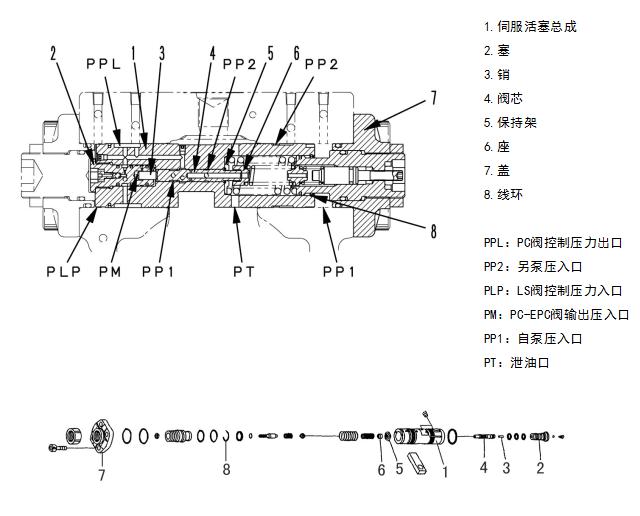 2 PPL 1 3 4 PP2 5 6 PP2
7
8
PLP PM PP1 PT PP1
1.伺服活塞总成
2.塞
3.销
4.阀芯
5.保持架
6.座
7.盖
8.线环
PPL：PC阀控制压力出口
PP2：另泵压入口
PLP：LS阀控制压力入口
PM：PC-EPC阀输出压入口
PP1：自泵压入口
PT：泄油口
7 8 6 5 1 4 3 2